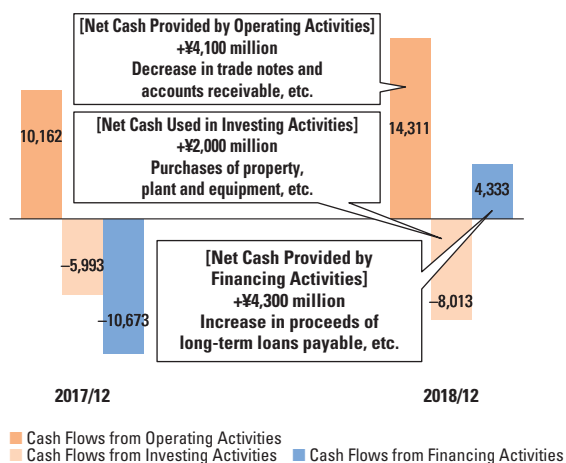 [Net Cash Provided by Operating Activities]
+¥4,100 million
Decrease in trade notes and
accounts receivable, etc.
10,162
[Net Cash Used in Investing Activities]
+¥2,000 million
Purchases of property,
plant and equipment, etc.
14,311
4,333
–5,993
–10,673
[Net Cash Provided by
Financing Activities]
+¥4,300 million
Increase in proceeds of
long-term loans payable, etc.
–8,013
2017/12
2018/12
Cash Flows from Operating Activities
Cash Flows from Investing Activities
Cash Flows from Financing Activities